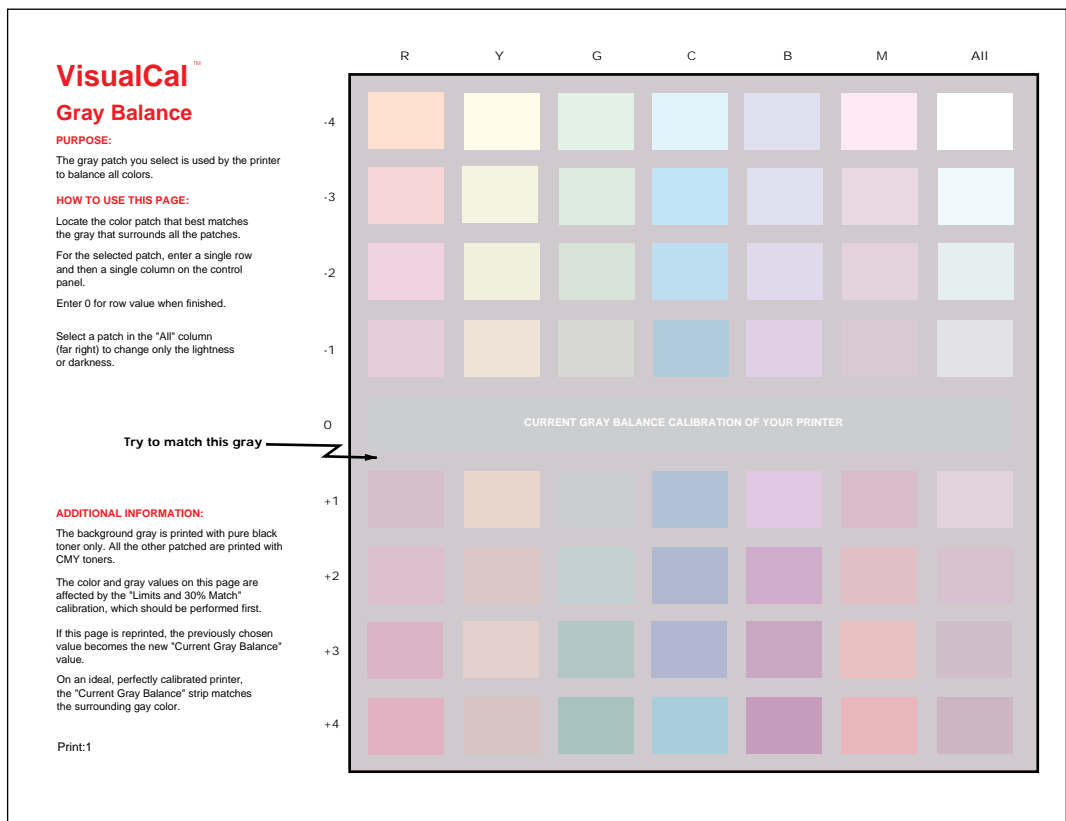 VisualCal ™
Gray Balance
PURPOSE:
The gray patch you select is used by the printer
to balance all colors.
HOW TO USE THIS PAGE:
Locate the color patch that best matches
the gray that surrounds all the patches.
For the selected patch, enter a single row
and then a single column on the control
panel.
Enter 0 for row value when finished.
Select a patch in the "All" column
(far right) to change only the lightness
or darkness.
Try to match this gray
ADDITIONAL INFORMATION:
The background gray is printed with pure black
toner only. All the other patched are printed with
CMY toners.
The color and gray values on this page are
affected by the "Limits and 30% Match"
calibration, which should be performed first.
If this page is reprinted, the previously chosen
value becomes the new "Current Gray Balance"
value.
On an ideal, perfectly calibrated printer,
the "Current Gray Balance" strip matches
the surrounding gay color.
Print:1
R Y G C B M All
-4
-3
-2
-1
0 CURRENT GRAY BALANCE CALIBRATION OF YOUR PRINTER
+1
+2
+3
+4